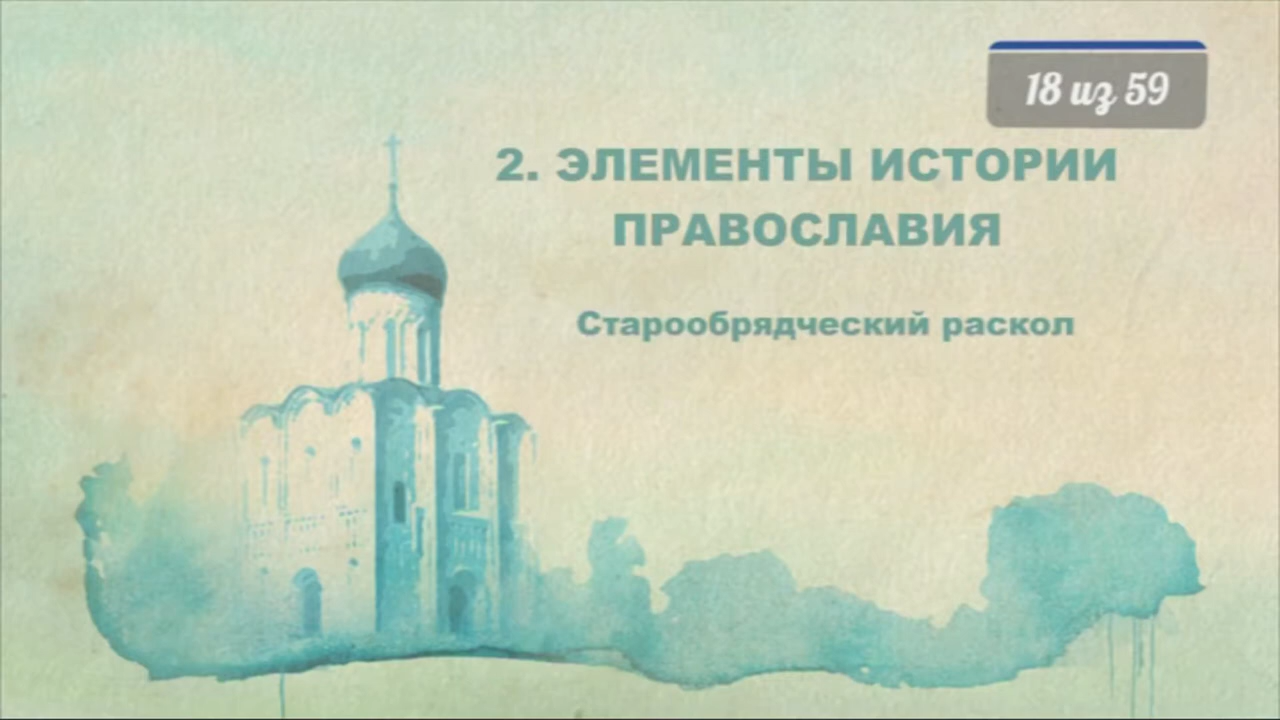 18 из 59
2. ЭЛЕМЕНТЫ ИСТОРИИ
ПРАВОСЛАВИЯ
Старообрядческий раскол